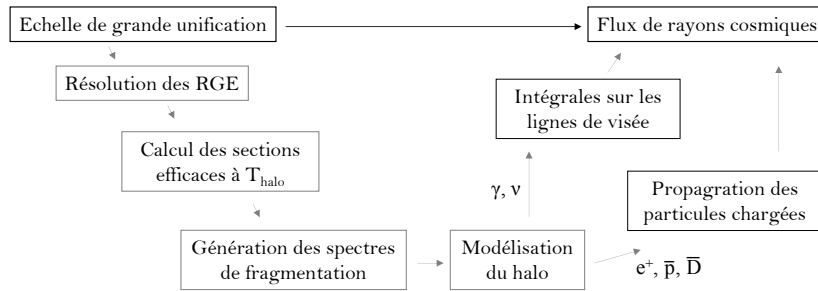 Echelle de grande unification
Flux de rayons cosmiques
Résolution des RGE
Intégrales sur les
lignes de visée
Calcul des sections
efficaces à T_halo
γ, ν
Propagration des
particules chargées
Génération des spectres
de fragmentation
Modélisation
du halo
e⁺, p̅, D̅